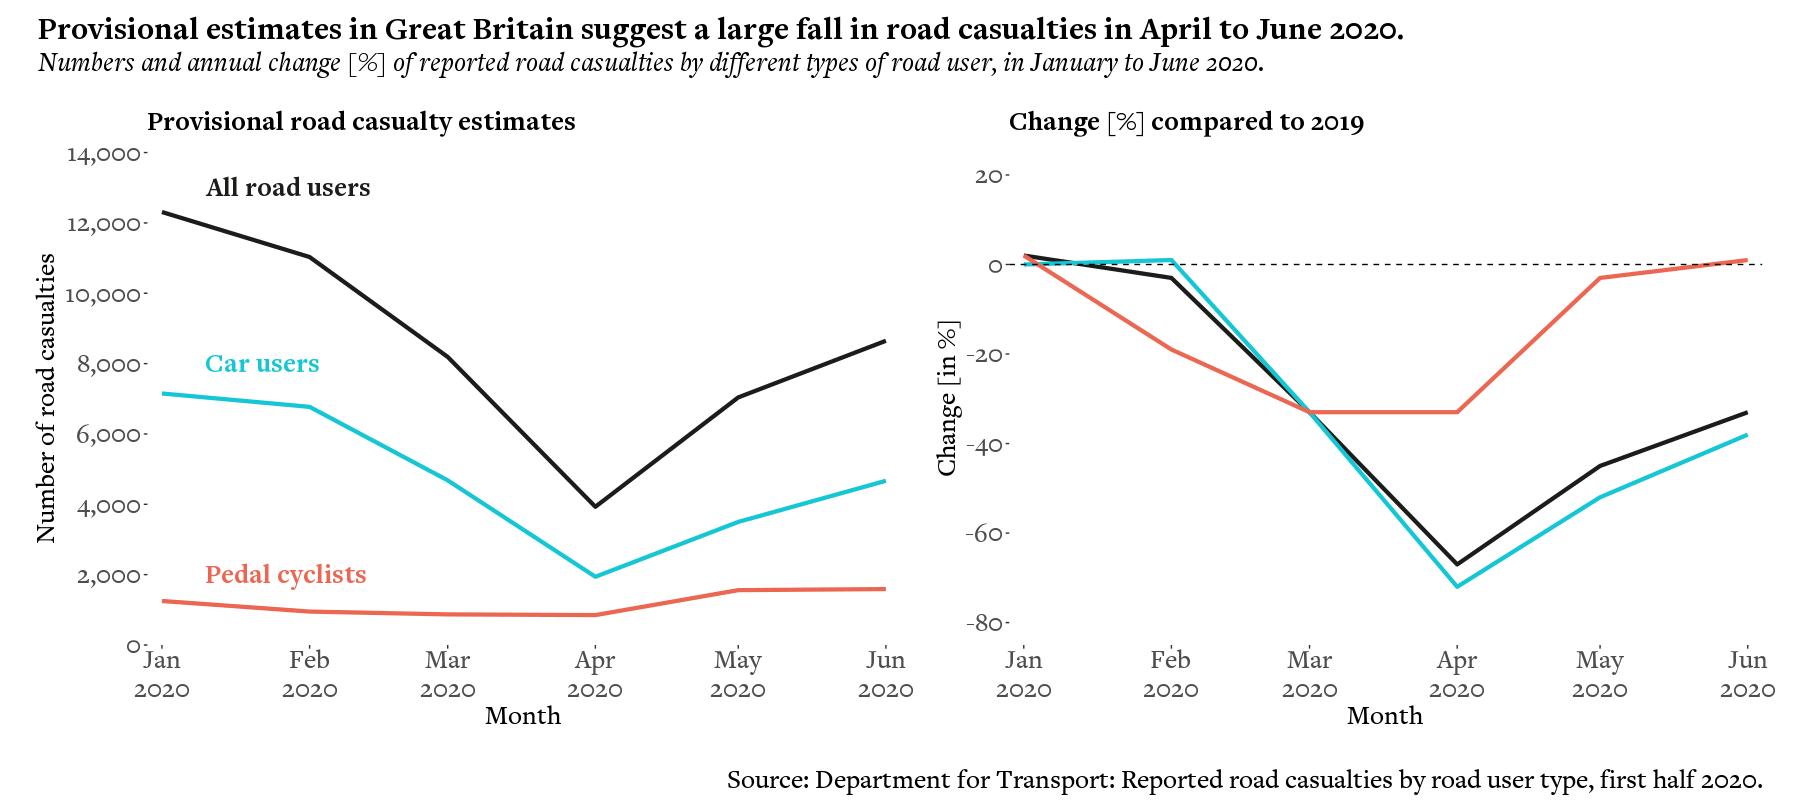 Provisional estimates in Great Britain suggest a large fall in road casualties in April to June 2020.
Numbers and annual change [%] of reported road casualties by different types of road user, in January to June 2020.
Provisional road casualty estimates
14,000
12,000
10,000
8,000
6,000
4,000
2,000
0
Number of road casualties
All road users
Car users
Pedal cyclists
Jan Feb Mar Apr May Jun
2020 2020 2020 2020 2020 2020
Month
Change [%] compared to 2019
20
0
-20
-40
-60
-80
Change [in %]
Jan Feb Mar Apr May Jun
2020 2020 2020 2020 2020 2020
Month
Source: Department for Transport: Reported road casualties by road user type, first half 2020.